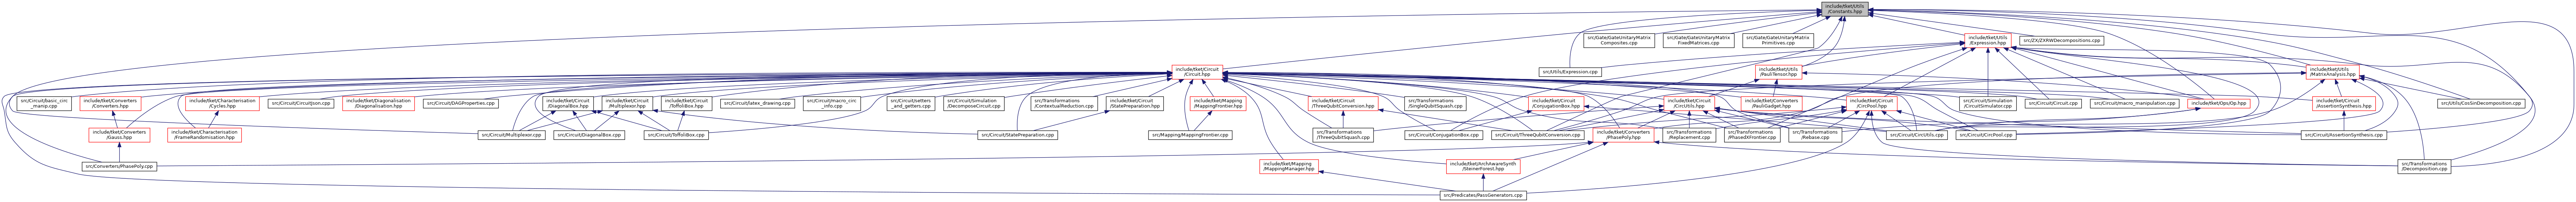 include/tket/Utils
/Constants.hpp
src/Gate/GateUnitaryMatrix
Composites.cpp
src/Gate/GateUnitaryMatrix
FixedMatrices.cpp
src/Gate/GateUnitaryMatrix
Primitives.cpp
include/tket/Utils
/Expression.hpp
src/ZX/ZXRWDecompositions.cpp
include/tket/Circuit
/Circuit.hpp
src/Utils/Expression.cpp
include/tket/Utils
/PauliTensor.hpp
include/tket/Utils
/MatrixAnalysis.hpp
src/Circuit/basic_circ
_manip.cpp
include/tket/Converters
/Converters.hpp
include/tket/Characterisation
/Cycles.hpp
src/Circuit/CircuitJson.cpp
include/tket/Diagonalisation
/Diagonalisation.hpp
src/Circuit/DAGProperties.cpp
include/tket/Circuit
/DiagonalBox.hpp
include/tket/Circuit
/Multiplexor.hpp
include/tket/Circuit
/ToffoliBox.hpp
src/Circuit/latex_drawing.cpp
src/Circuit/macro_circ
_info.cpp
src/Circuit/setters
_and_getters.cpp
src/Circuit/Simulation
/DecomposeCircuit.cpp
src/Transformations
/ContextualReduction.cpp
include/tket/Circuit
/StatePreparation.hpp
include/tket/Mapping
/MappingFrontier.hpp
include/tket/Circuit
/ThreeQubitConversion.hpp
src/Transformations
/SingleQubitSquash.cpp
include/tket/Circuit
/ConjugationBox.hpp
include/tket/Circuit
/CircUtils.hpp
include/tket/Converters
/PauliGadget.hpp
include/tket/Circuit
/CircPool.hpp
src/Circuit/Simulation
/CircuitSimulator.cpp
src/Circuit/Circuit.cpp
src/Circuit/macro_manipulation.cpp
include/tket/Ops/Op.hpp
include/tket/Circuit
/AssertionSynthesis.hpp
src/Utils/CosSinDecomposition.cpp
include/tket/Converters
/Gauss.hpp
include/tket/Characterisation
/FrameRandomisation.hpp
src/Circuit/Multiplexor.cpp
src/Circuit/DiagonalBox.cpp
src/Circuit/ToffoliBox.cpp
src/Circuit/StatePreparation.cpp
src/Mapping/MappingFrontier.cpp
src/Transformations
/ThreeQubitSquash.cpp
src/Circuit/ConjugationBox.cpp
src/Circuit/ThreeQubitConversion.cpp
include/tket/Converters
/PhasePoly.hpp
src/Transformations
/Replacement.cpp
src/Transformations
/PhasedXFrontier.cpp
src/Transformations
/Rebase.cpp
src/Circuit/CircUtils.cpp
src/Circuit/CircPool.cpp
src/Circuit/AssertionSynthesis.cpp
src/Converters/PhasePoly.cpp
include/tket/Mapping
/MappingManager.hpp
include/tket/ArchAwareSynth
/SteinerForest.hpp
src/Transformations
/Decomposition.cpp
src/Predicates/PassGenerators.cpp